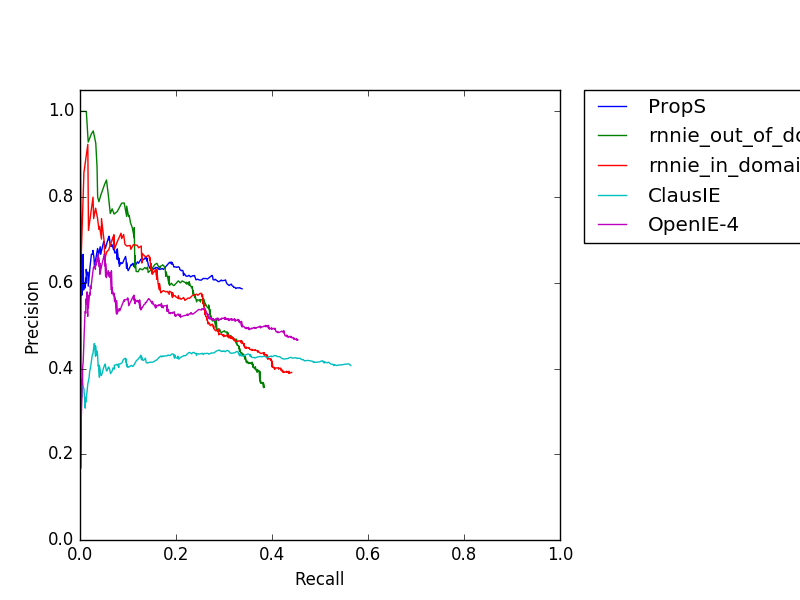 1.0
0.8
0.6
0.4
0.2
0.0
Precision
0.0 0.2 0.4 0.6 0.8 1.0
Recall
PropS
rnnie_out_of_do
rnnie_in_domai
ClausIE
OpenIE-4